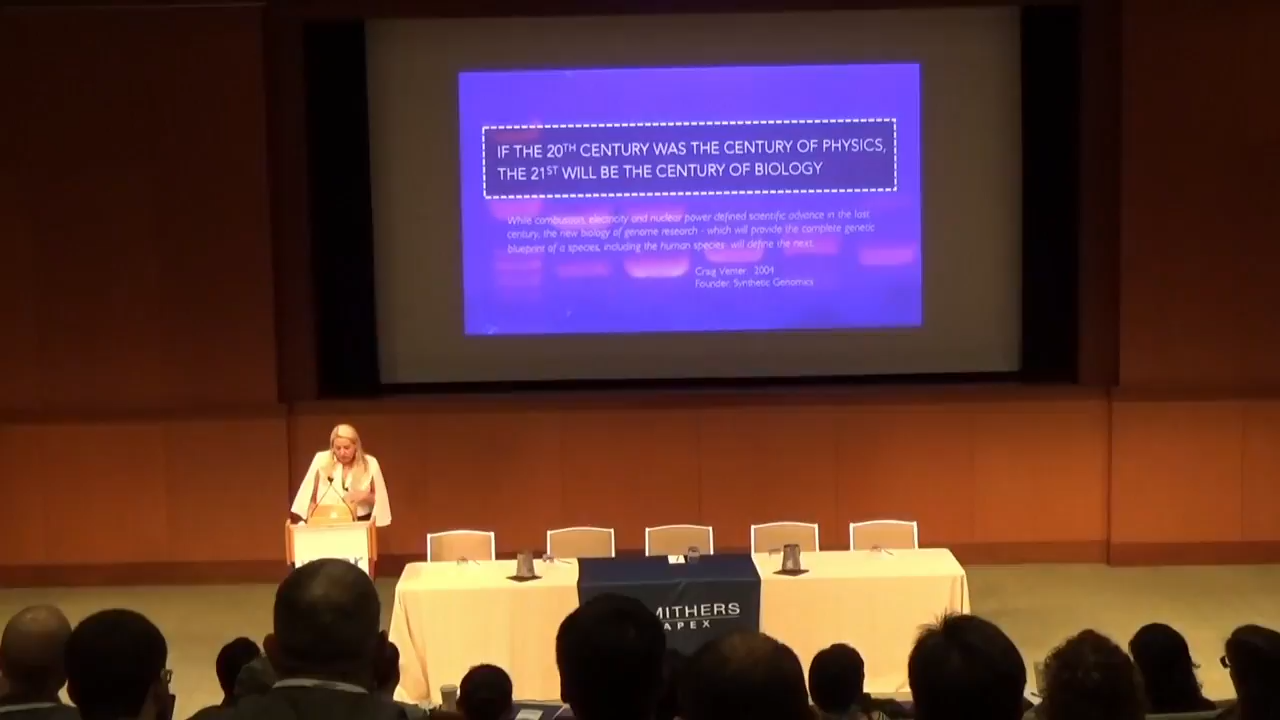 IF THE 20TH CENTURY WAS THE CENTURY OF PHYSICS,
THE 21ST WILL BE THE CENTURY OF BIOLOGY
While combustion, electricity and nuclear power defined scientific advance in the last
century, the new biology of genome research - which will provide the complete genetic
blueprint of a species, including the human species will define the next.
Craig Venter 2004
Founder, Synthetic Genomics
MITHERS
APEX